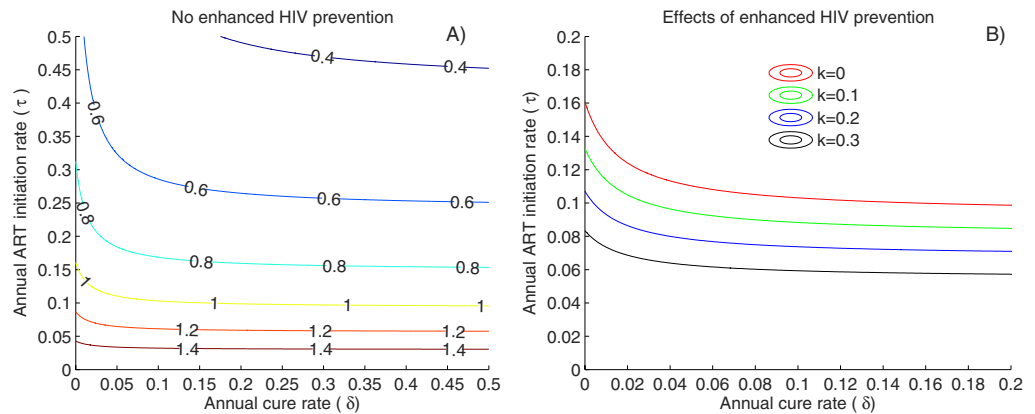 No enhanced HIV prevention
A)
Annual ART initiation rate ( τ )
0.5
0.45
0.4
0.35
0.3
0.25
0.2
0.15
0.1
0.05
0
0.4 0.4
0.6 0.6 0.6 0.6
0.8 0.8 0.8 0.8
1 1 1 1
1.2 1.2 1.2
1.4 1.4 1.4
0 0.05 0.1 0.15 0.2 0.25 0.3 0.35 0.4 0.45 0.5
Annual cure rate ( δ )
Effects of enhanced HIV prevention
B)
Annual ART initiation rate ( τ )
0.2
0.18
0.16
0.14
0.12
0.1
0.08
0.06
0.04
0.02
0
k=0
k=0.1
k=0.2
k=0.3
0 0.02 0.04 0.06 0.08 0.1 0.12 0.14 0.16 0.18 0.2
Annual cure rate ( δ )